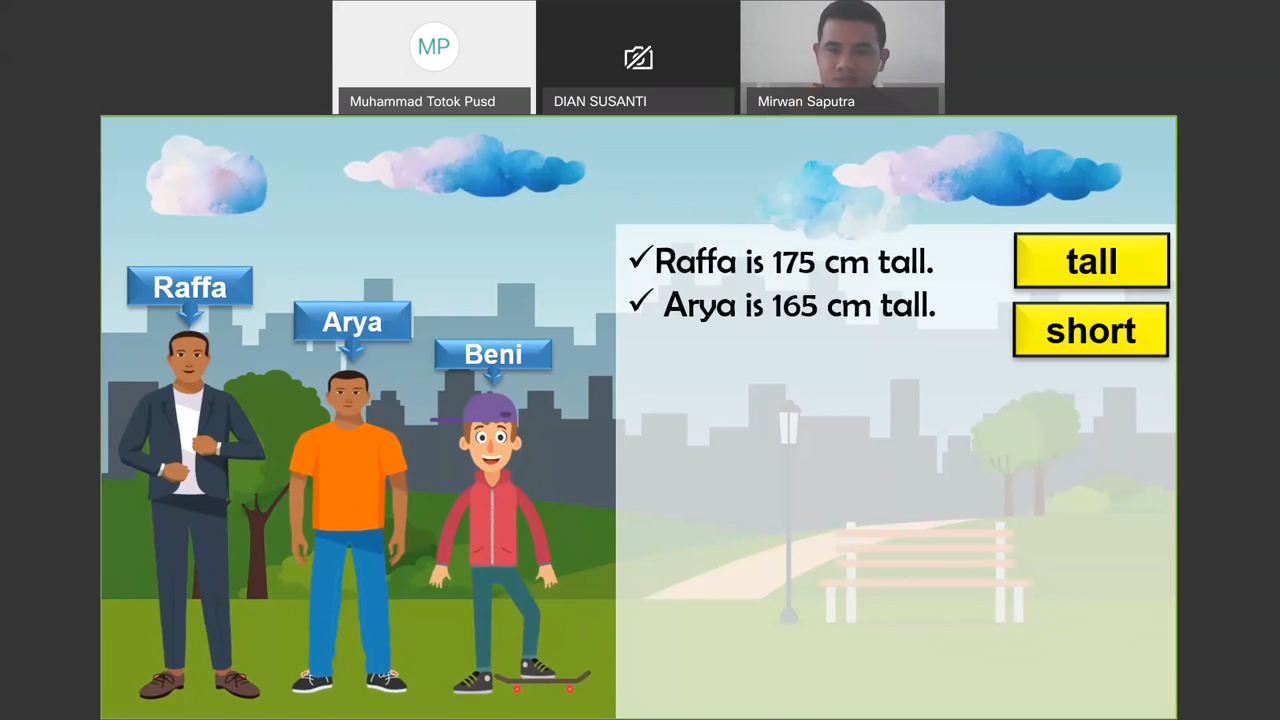 MP
Muhammad Totok Pusd
DIAN SUSANTI
Mirwan Saputra
Raffa
Arya
Beni
✓Raffa is 175 cm tall.
✓ Arya is 165 cm tall.
tall
short